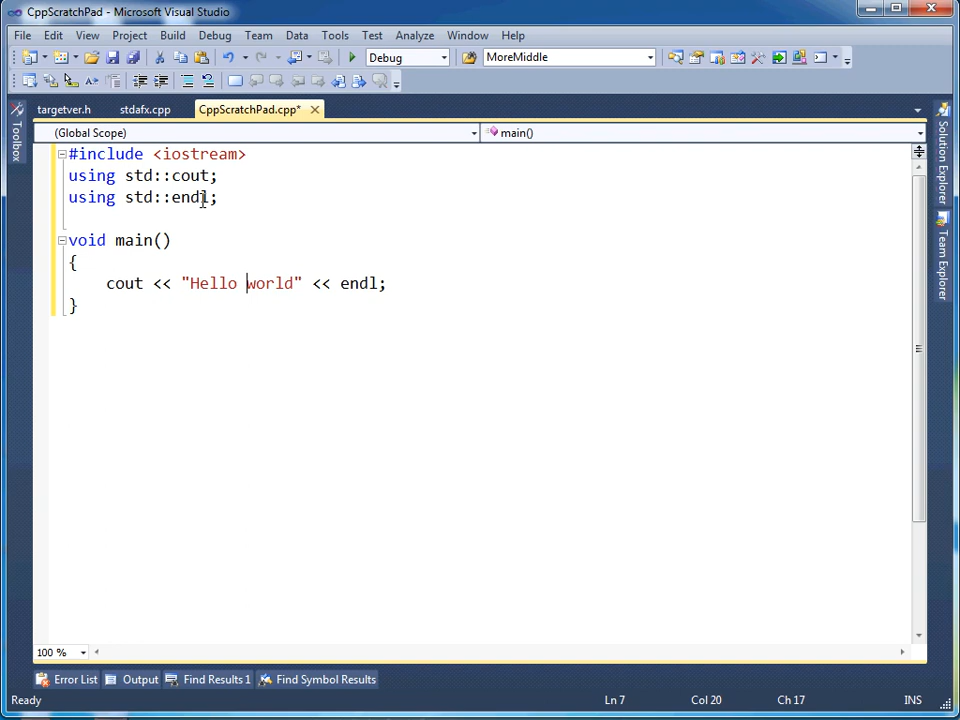 CppScratchPad - Microsoft Visual Studio
File Edit View Project Build Debug Team Data Tools Test Analyze Window Help
Debug MoreMiddle
targetver.h stdafx.cpp CppScratchPad.cpp*
(Global Scope) main()
#include <iostream>
using std::cout;
using std::endl;
void main()
{
cout << "Hello world" << endl;
}
Toolbox
Solution Explorer
Team Explorer
100 %
Error List Output Find Results 1 Find Symbol Results
Ready Ln 7 Col 20 Ch 17 INS